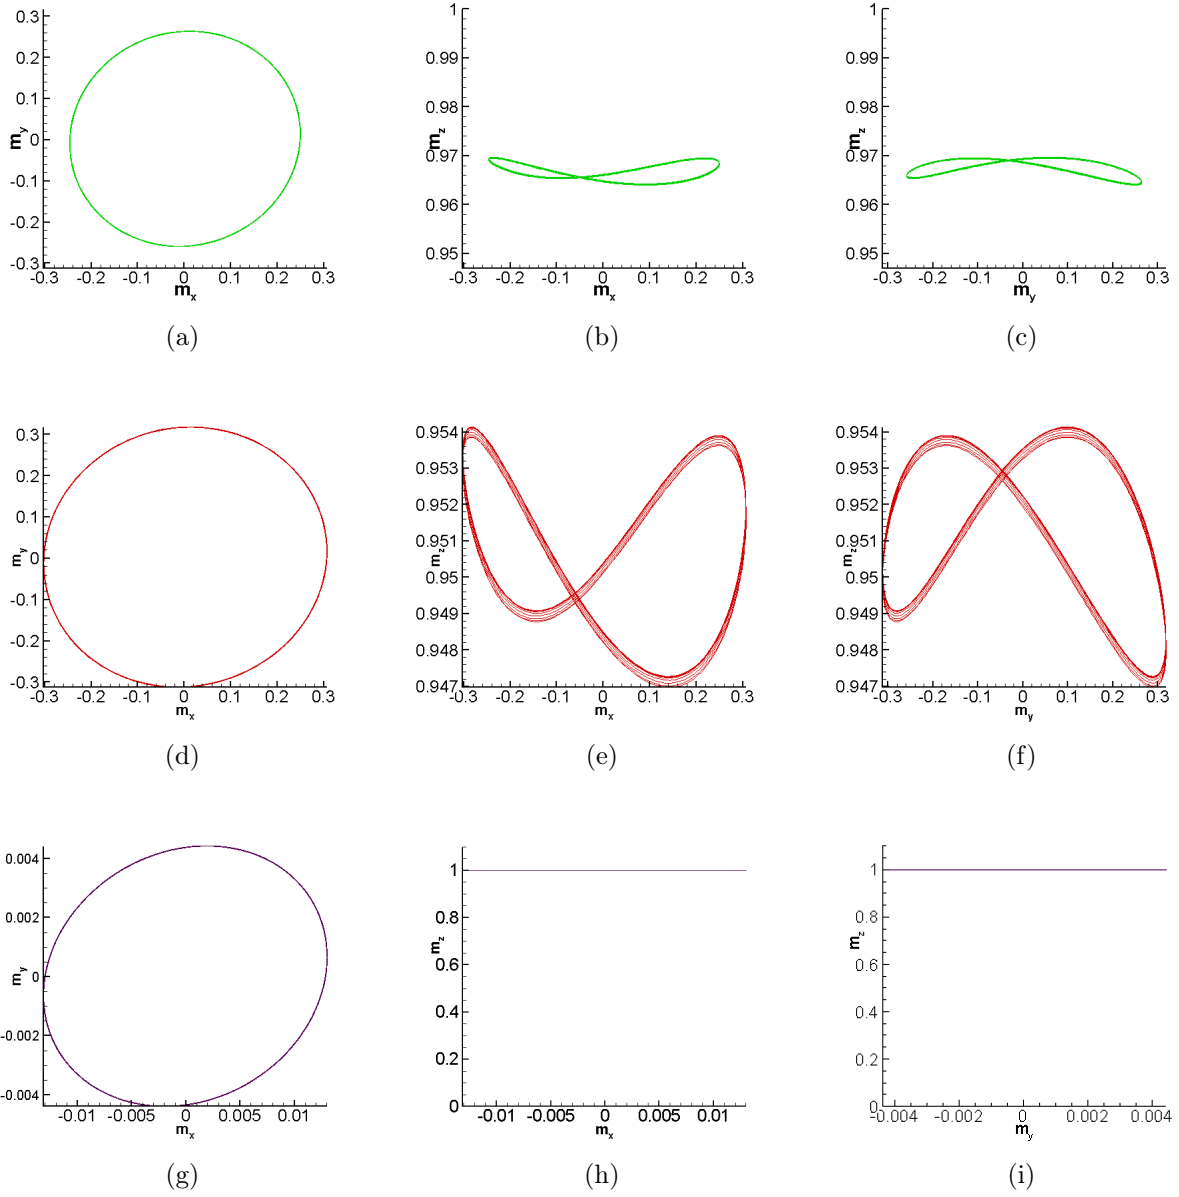 0.3
0.2
0.1
0
-0.1
-0.2
-0.3
m_y
-0.3 -0.2 -0.1 0 0.1 0.2 0.3
m_x
(a)
1
0.99
0.98
0.97
0.96
0.95
m_z
-0.3 -0.2 -0.1 0 0.1 0.2 0.3
m_x
(b)
1
0.99
0.98
0.97
0.96
0.95
m_z
-0.3 -0.2 -0.1 0 0.1 0.2 0.3
m_y
(c)
0.3
0.2
0.1
0
-0.1
-0.2
-0.3
m_y
-0.3 -0.2 -0.1 0 0.1 0.2 0.3
m_x
(d)
0.954
0.953
0.952
0.951
0.95
0.949
0.948
0.947
m_z
-0.3 -0.2 -0.1 0 0.1 0.2 0.3
m_x
(e)
0.954
0.953
0.952
0.951
0.95
0.949
0.948
0.947
m_z
-0.3 -0.2 -0.1 0 0.1 0.2 0.3
m_y
(f)
0.004
0.002
0
-0.002
-0.004
m_y
-0.01 -0.005 0 0.005 0.01
m_x
(g)
1
0.8
0.6
0.4
0.2
0
m_z
-0.01 -0.005 0 0.005 0.01
m_x
(h)
1
0.8
0.6
0.4
0.2
0
m_z
-0.004 -0.002 0 0.002 0.004
m_y
(i)